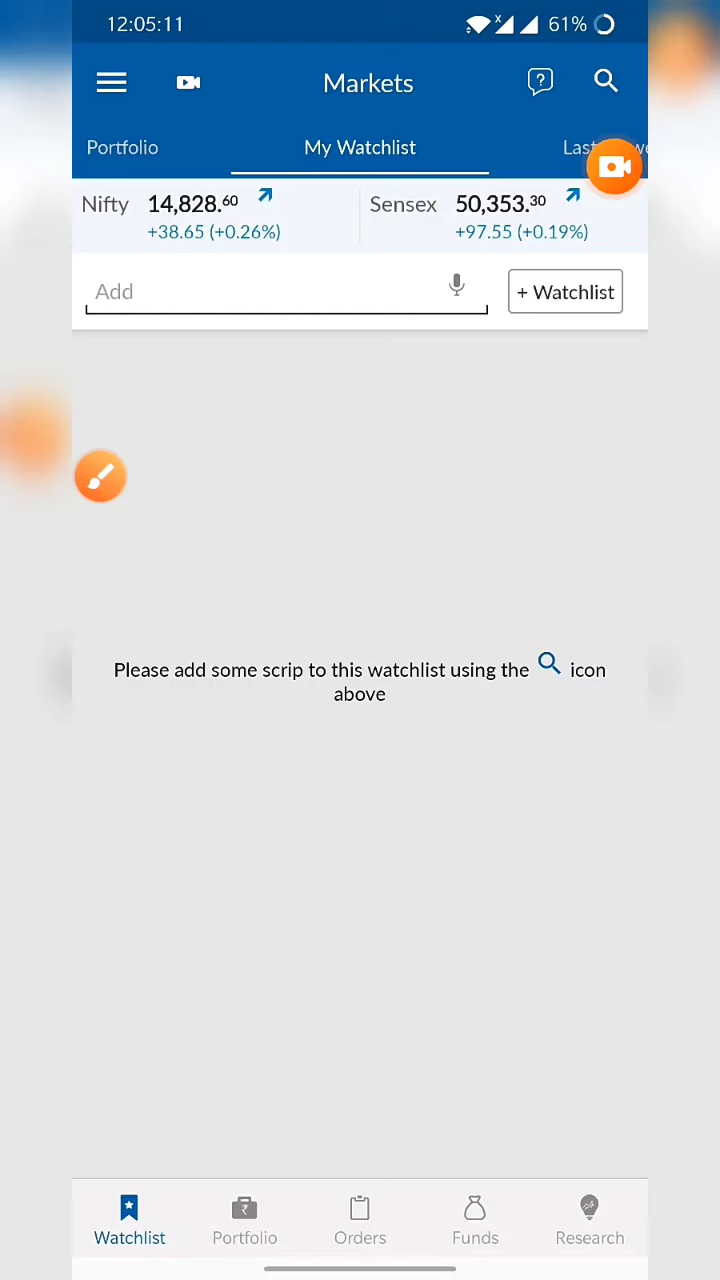 12:05:11 61%
Markets
Portfolio My Watchlist Last
Nifty 14,828.60 Sensex 50,353.30
+38.65 (+0.26%) +97.55 (+0.19%)
Add + Watchlist
Please add some scrip to this watchlist using the icon
above
Watchlist Portfolio Orders Funds Research